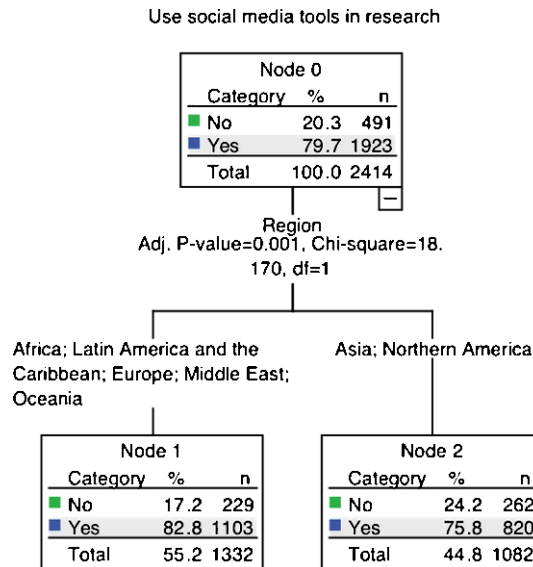 Use social media tools in research
Node 0
Category % n
No 20.3 491
Yes 79.7 1923
Total 100.0 2414
Region
Adj. P-value=0.001, Chi-square=18.
170, df=1
Africa; Latin America and the
Caribbean; Europe; Middle East;
Oceania
Asia; Northern America
Node 1
Category % n
No 17.2 229
Yes 82.8 1103
Total 55.2 1332
Node 2
Category % n
No 24.2 262
Yes 75.8 820
Total 44.8 1082